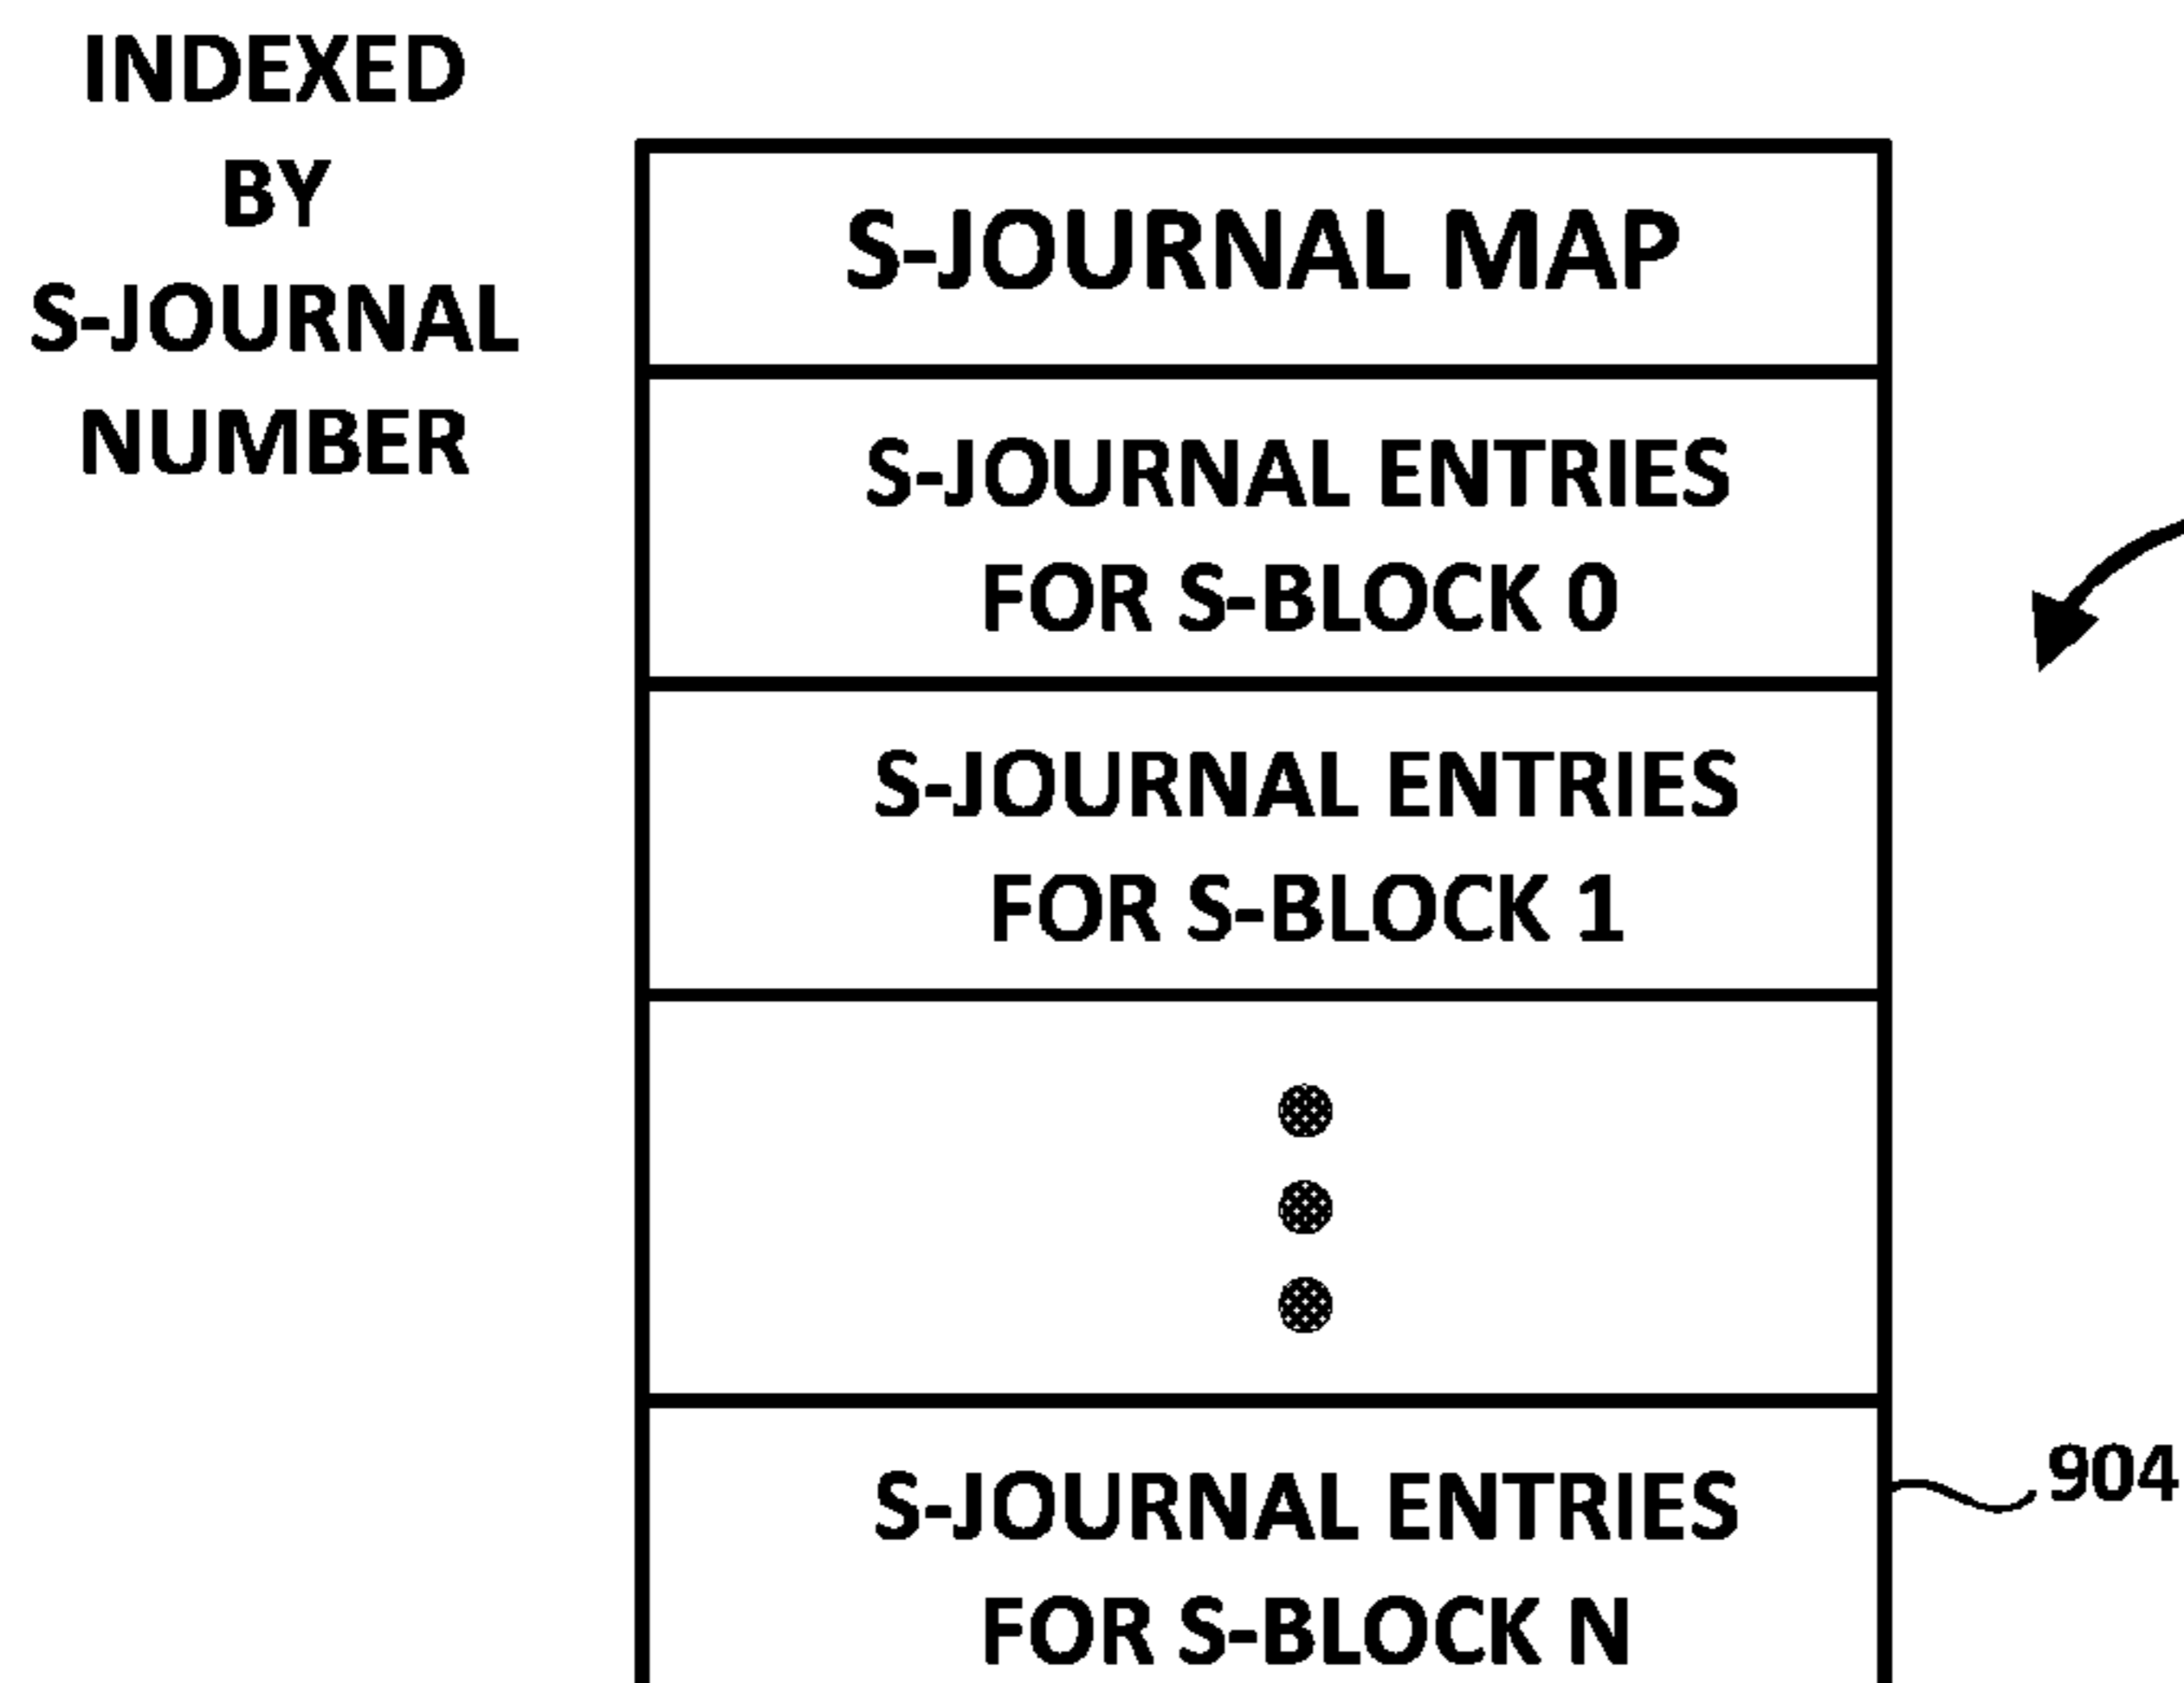 INDEXED
BY
S-JOURNAL
NUMBER
S-JOURNAL MAP
S-JOURNAL ENTRIES
FOR S-BLOCK 0
S-JOURNAL ENTRIES
FOR S-BLOCK 1
S-JOURNAL ENTRIES
FOR S-BLOCK N
904